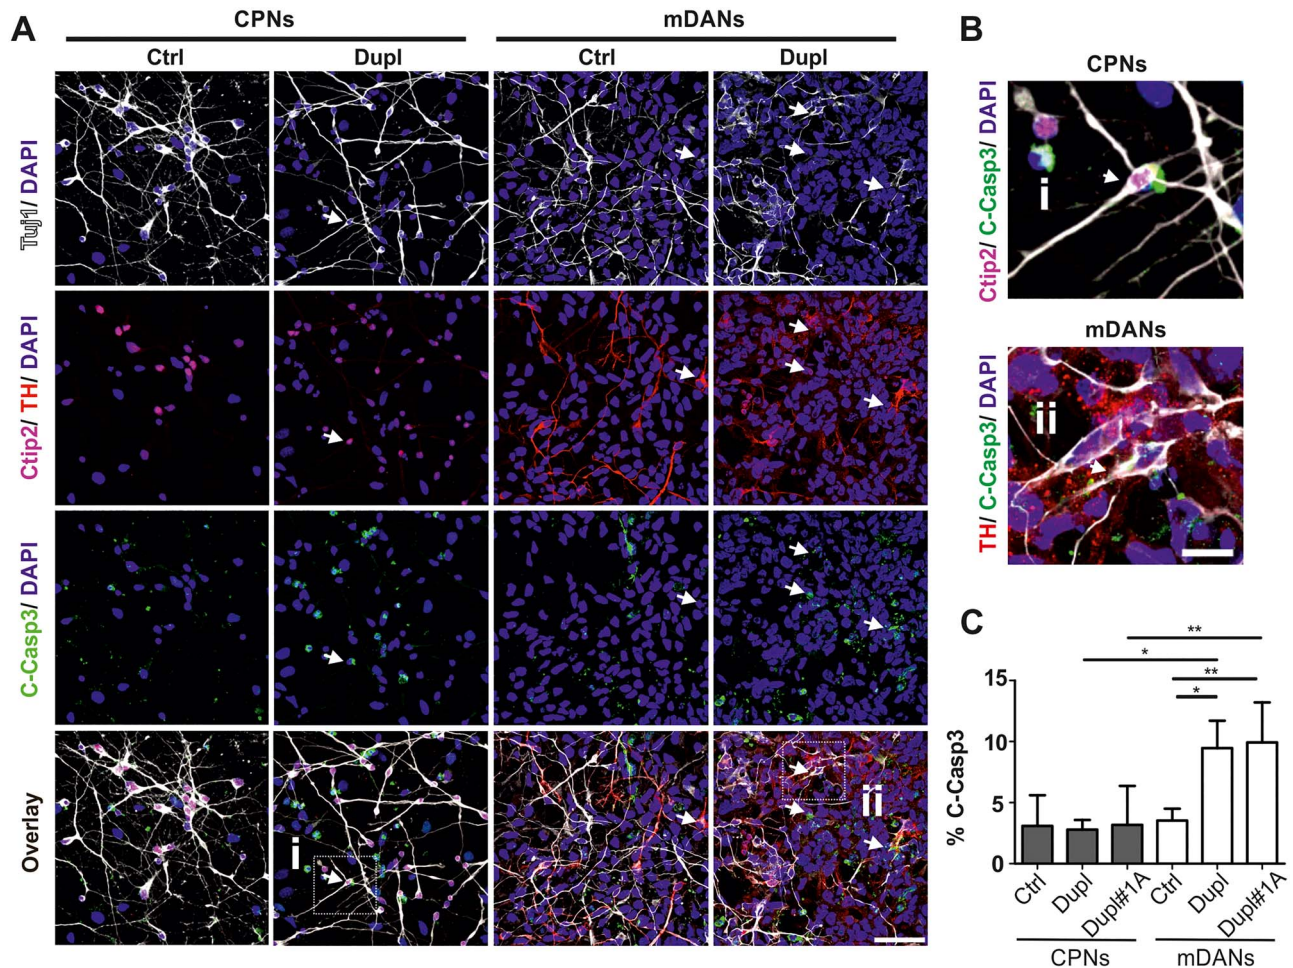 A
CPNs
mDANs
Ctrl
Dupl
Ctrl
Dupl
Tuj1/ DAPI
Ctip2/ TH/ DAPI
C-Casp3/ DAPI
Overlay
i
ii
B
CPNs
Ctip2/ C-Casp3/ DAPI
i
mDANs
TH/ C-Casp3/ DAPI
ii
C
**
*
**
*
% C-Casp3
15
10
5
0
Ctrl
Dupl
Dupl#1A
Ctrl
Dupl
Dupl#1A
CPNs
mDANs